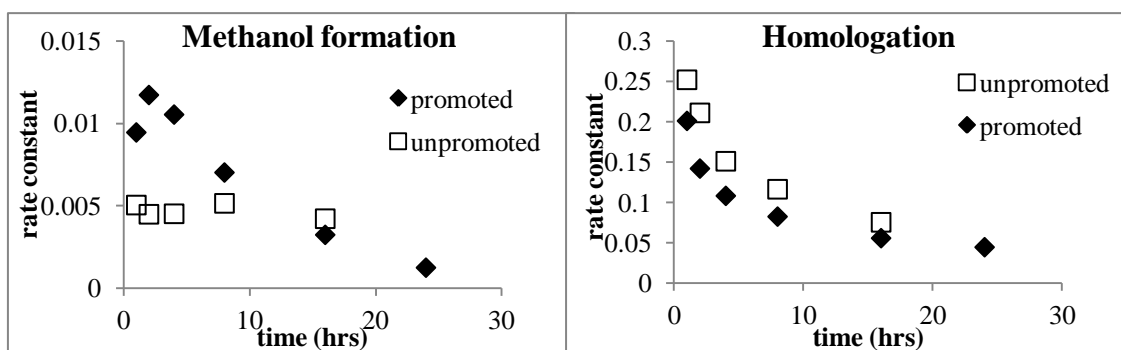 Methanol formation
rate constant
0.015
0.01
0.005
0
promoted
unpromoted
0 10 20 30
time (hrs)
Homologation
rate constant
0.3
0.25
0.2
0.15
0.1
0.05
0
unpromoted
promoted
0 10 20 30
time (hrs)